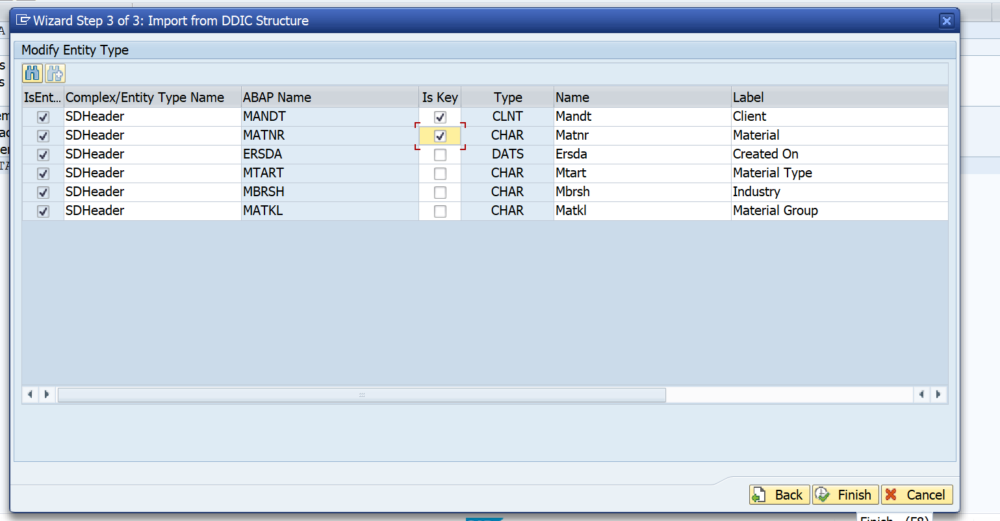 Wizard Step 3 of 3: Import from DDIC Structure
Modify Entity Type
IsEnt... Complex/Entity Type Name ABAP Name Is Key Type Name Label
SDHeader MANDT CLNT Mandt Client
SDHeader MATNR CHAR Matnr Material
SDHeader ERSDA DATS Ersda Created On
SDHeader MTART CHAR Mtart Material Type
SDHeader MBRSH CHAR Mbrsh Industry
SDHeader MATKL CHAR Matkl Material Group
Back Finish Cancel
Finish (F8)